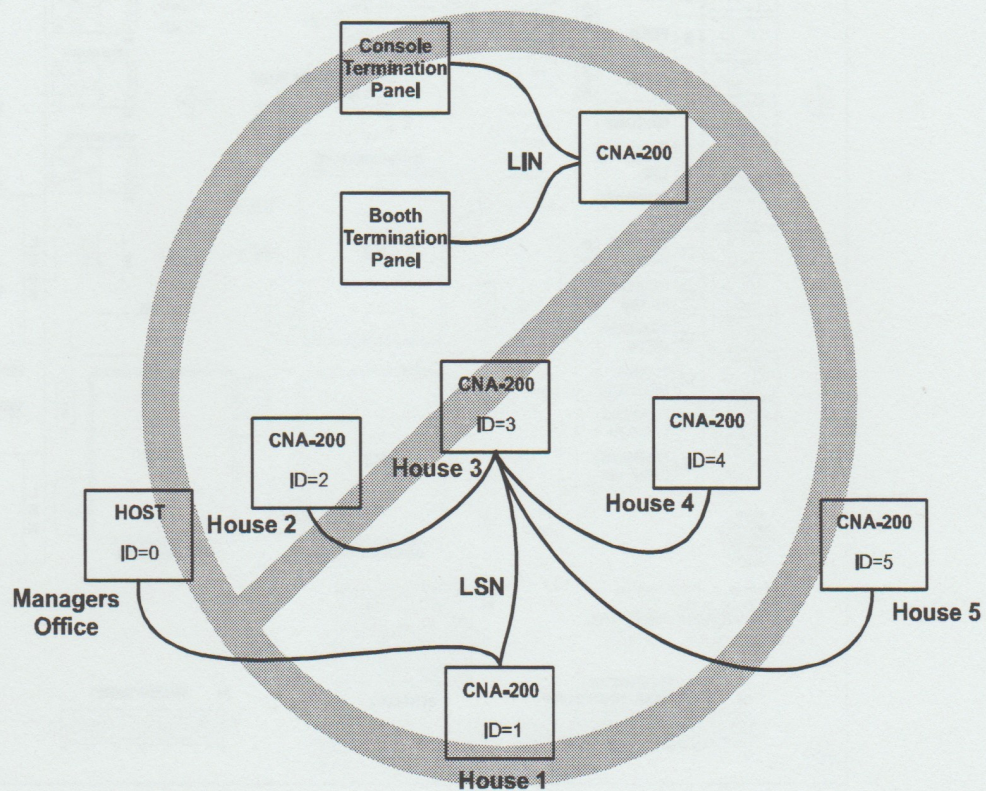 Console
Termination
Panel
LIN
CNA-200
Booth
Termination
Panel
CNA-200
ID=3
House 3
CNA-200
ID=2
House 2
CNA-200
ID=4
House 4
HOST
ID=0
Managers
Office
CNA-200
ID=5
House 5
LSN
CNA-200
ID=1
House 1